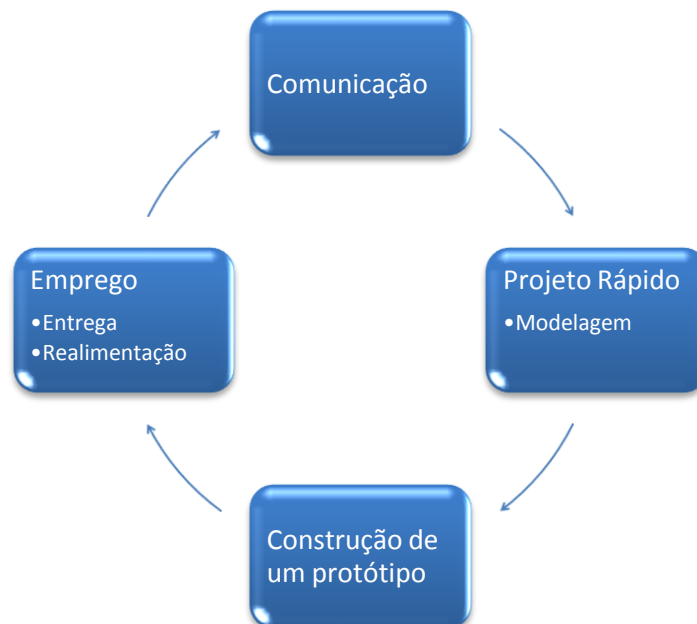 Comunicação
Emprego
•Entrega
•Realimentação
Projeto Rápido
•Modelagem
Construção de
um protótipo